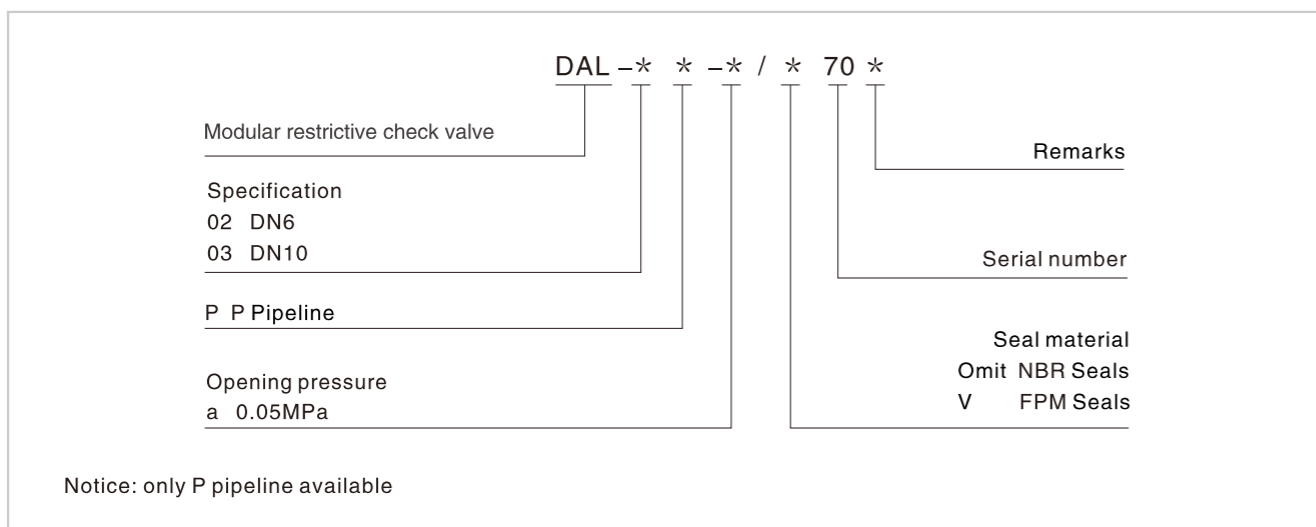 DAL –* * –* / * 70 *
Modular restrictive check valve
Specification
02 DN6
03 DN10
P P Pipeline
Opening pressure
a 0.05MPa
Remarks
Serial number
Seal material
Omit NBR Seals
V FPM Seals
Notice: only P pipeline available